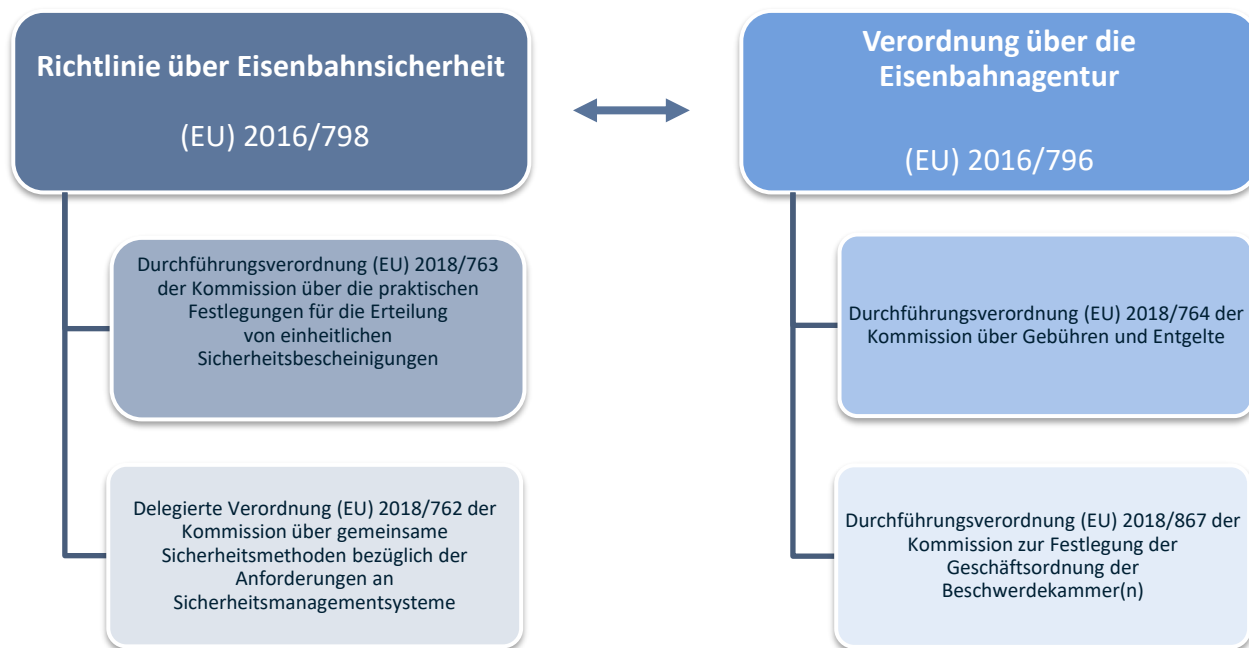 Richtlinie über Eisenbahnsicherheit
(EU) 2016/798
Durchführungsverordnung (EU) 2018/763
der Kommission über die praktischen
Festlegungen für die Erteilung
von einheitlichen
Sicherheitsbescheinigungen
Delegierte Verordnung (EU) 2018/762 der
Kommission über gemeinsame
Sicherheitsmethoden bezüglich der
Anforderungen an
Sicherheitsmanagementsysteme
Verordnung über die
Eisenbahnagentur
(EU) 2016/796
Durchführungsverordnung (EU) 2018/764 der
Kommission über Gebühren und Entgelte
Durchführungsverordnung (EU) 2018/867 der
Kommission zur Festlegung der
Geschäftsordnung der
Beschwerdekammer(n)